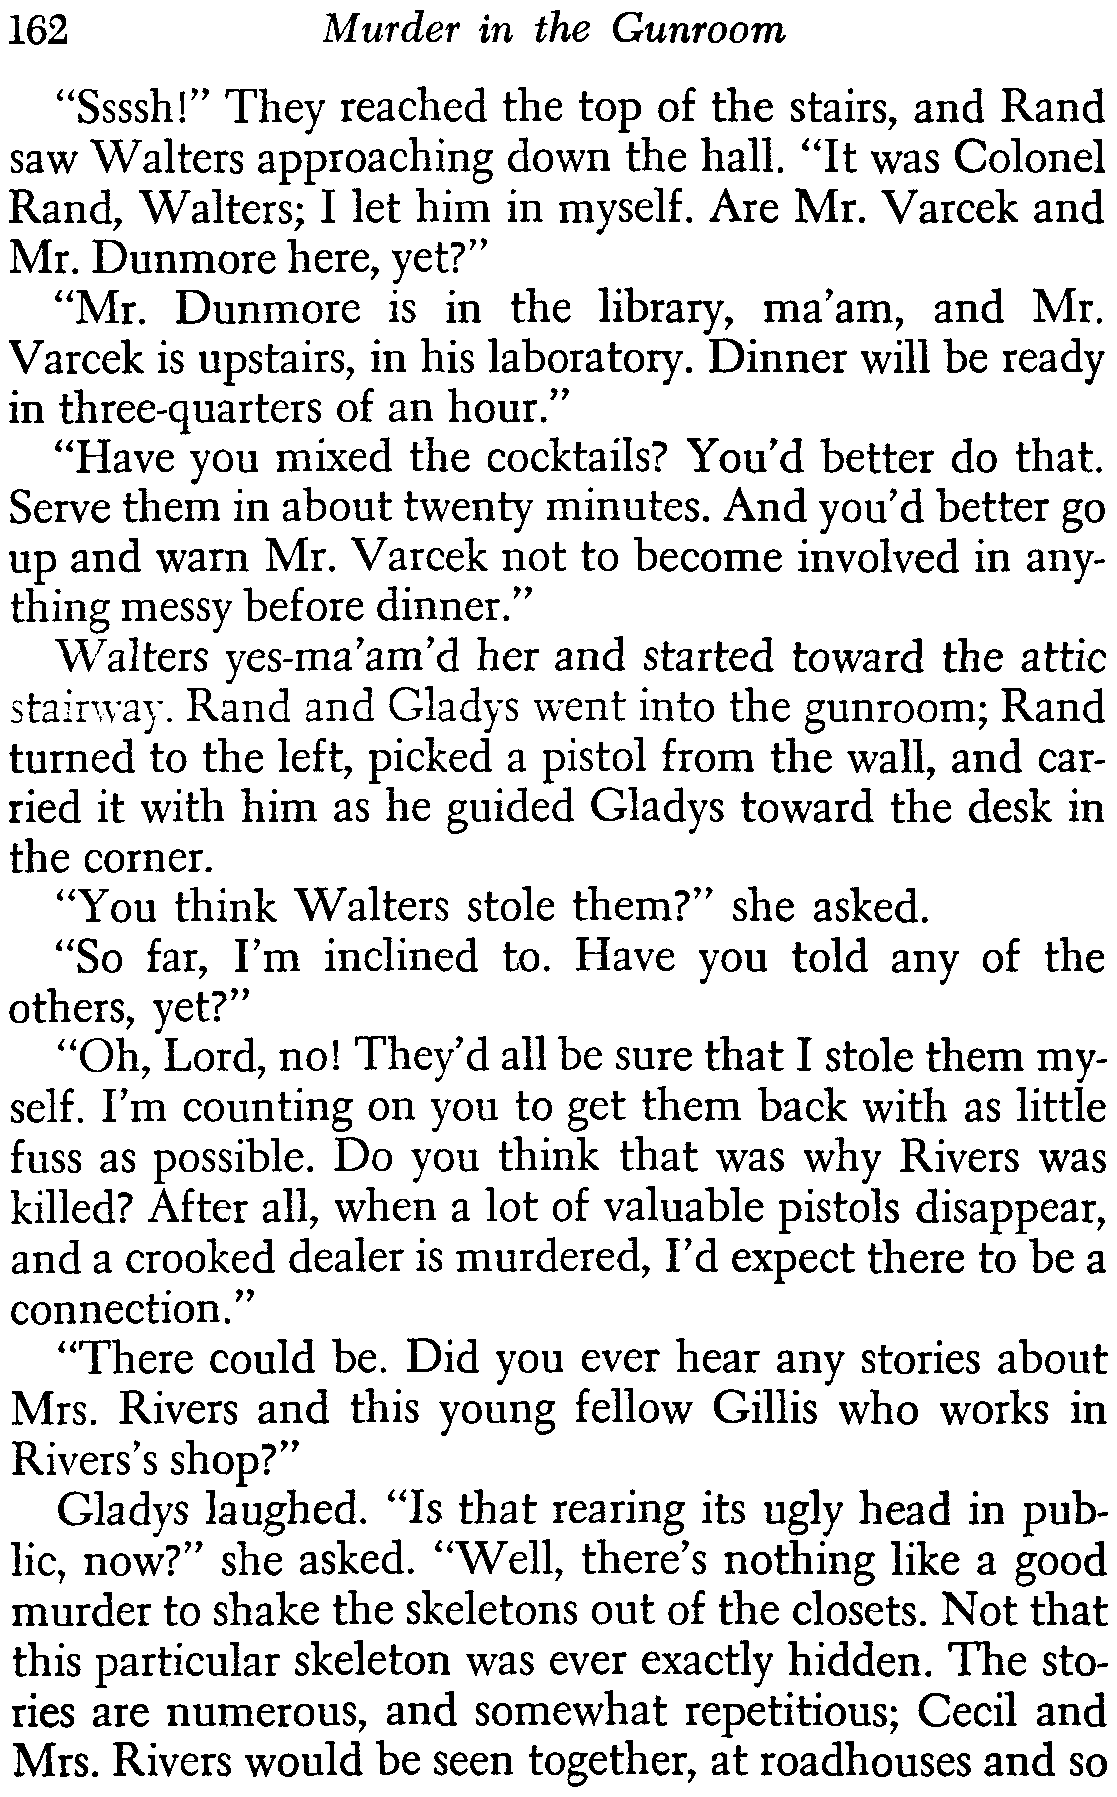 162 Murder in the Gunroom
“Ssssh!” They reached the top of the stairs, and Rand
saw Walters approaching down the hall. “It was Colonel
Rand, Walters; I let him in myself. Are Mr. Varcek and
Mr. Dunmore here, yet?”
“Mr. Dunmore is in the library, ma’am, and Mr.
Varcek is upstairs, in his laboratory. Dinner will be ready
in three-quarters of an hour.”
“Have you mixed the cocktails? You’d better do that.
Serve them in about twenty minutes. And you’d better go
up and warn Mr. Varcek not to become involved in any-
thing messy before dinner.”
Walters yes-ma’am’d her and started toward the attic
stairway. Rand and Gladys went into the gunroom; Rand
turned to the left, picked a pistol from the wall, and car-
ried it with him as he guided Gladys toward the desk in
the corner.
“You think Walters stole them?” she asked.
“So far, I’m inclined to. Have you told any of the
others, yet?”
“Oh, Lord, no! They’d all be sure that I stole them my-
self. I’m counting on you to get them back with as little
fuss as possible. Do you think that was why Rivers was
killed? After all, when a lot of valuable pistols disappear,
and a crooked dealer is murdered, I’d expect there to be a
connection.”
“There could be. Did you ever hear any stories about
Mrs. Rivers and this young fellow Gillis who works in
Rivers’s shop?”
Gladys laughed. “Is that rearing its ugly head in pub-
lic, now?” she asked. “Well, there’s nothing like a good
murder to shake the skeletons out of the closets. Not that
this particular skeleton was ever exactly hidden. The sto-
ries are numerous, and somewhat repetitious; Cecil and
Mrs. Rivers would be seen together, at roadhouses and so